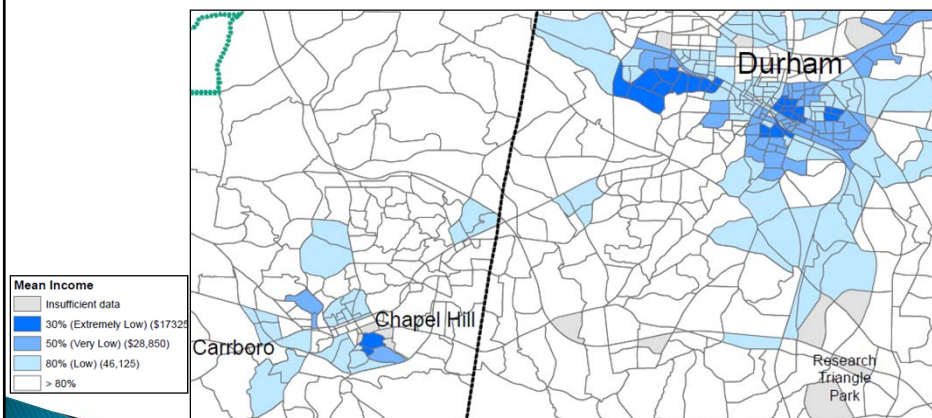 Durham
Chapel Hill
Carrboro
Research
Triangle
Park
Mean Income
Insufficient data
30% (Extremely Low) ($17325
50% (Very Low) ($28,850)
80% (Low) (46,125)
> 80%